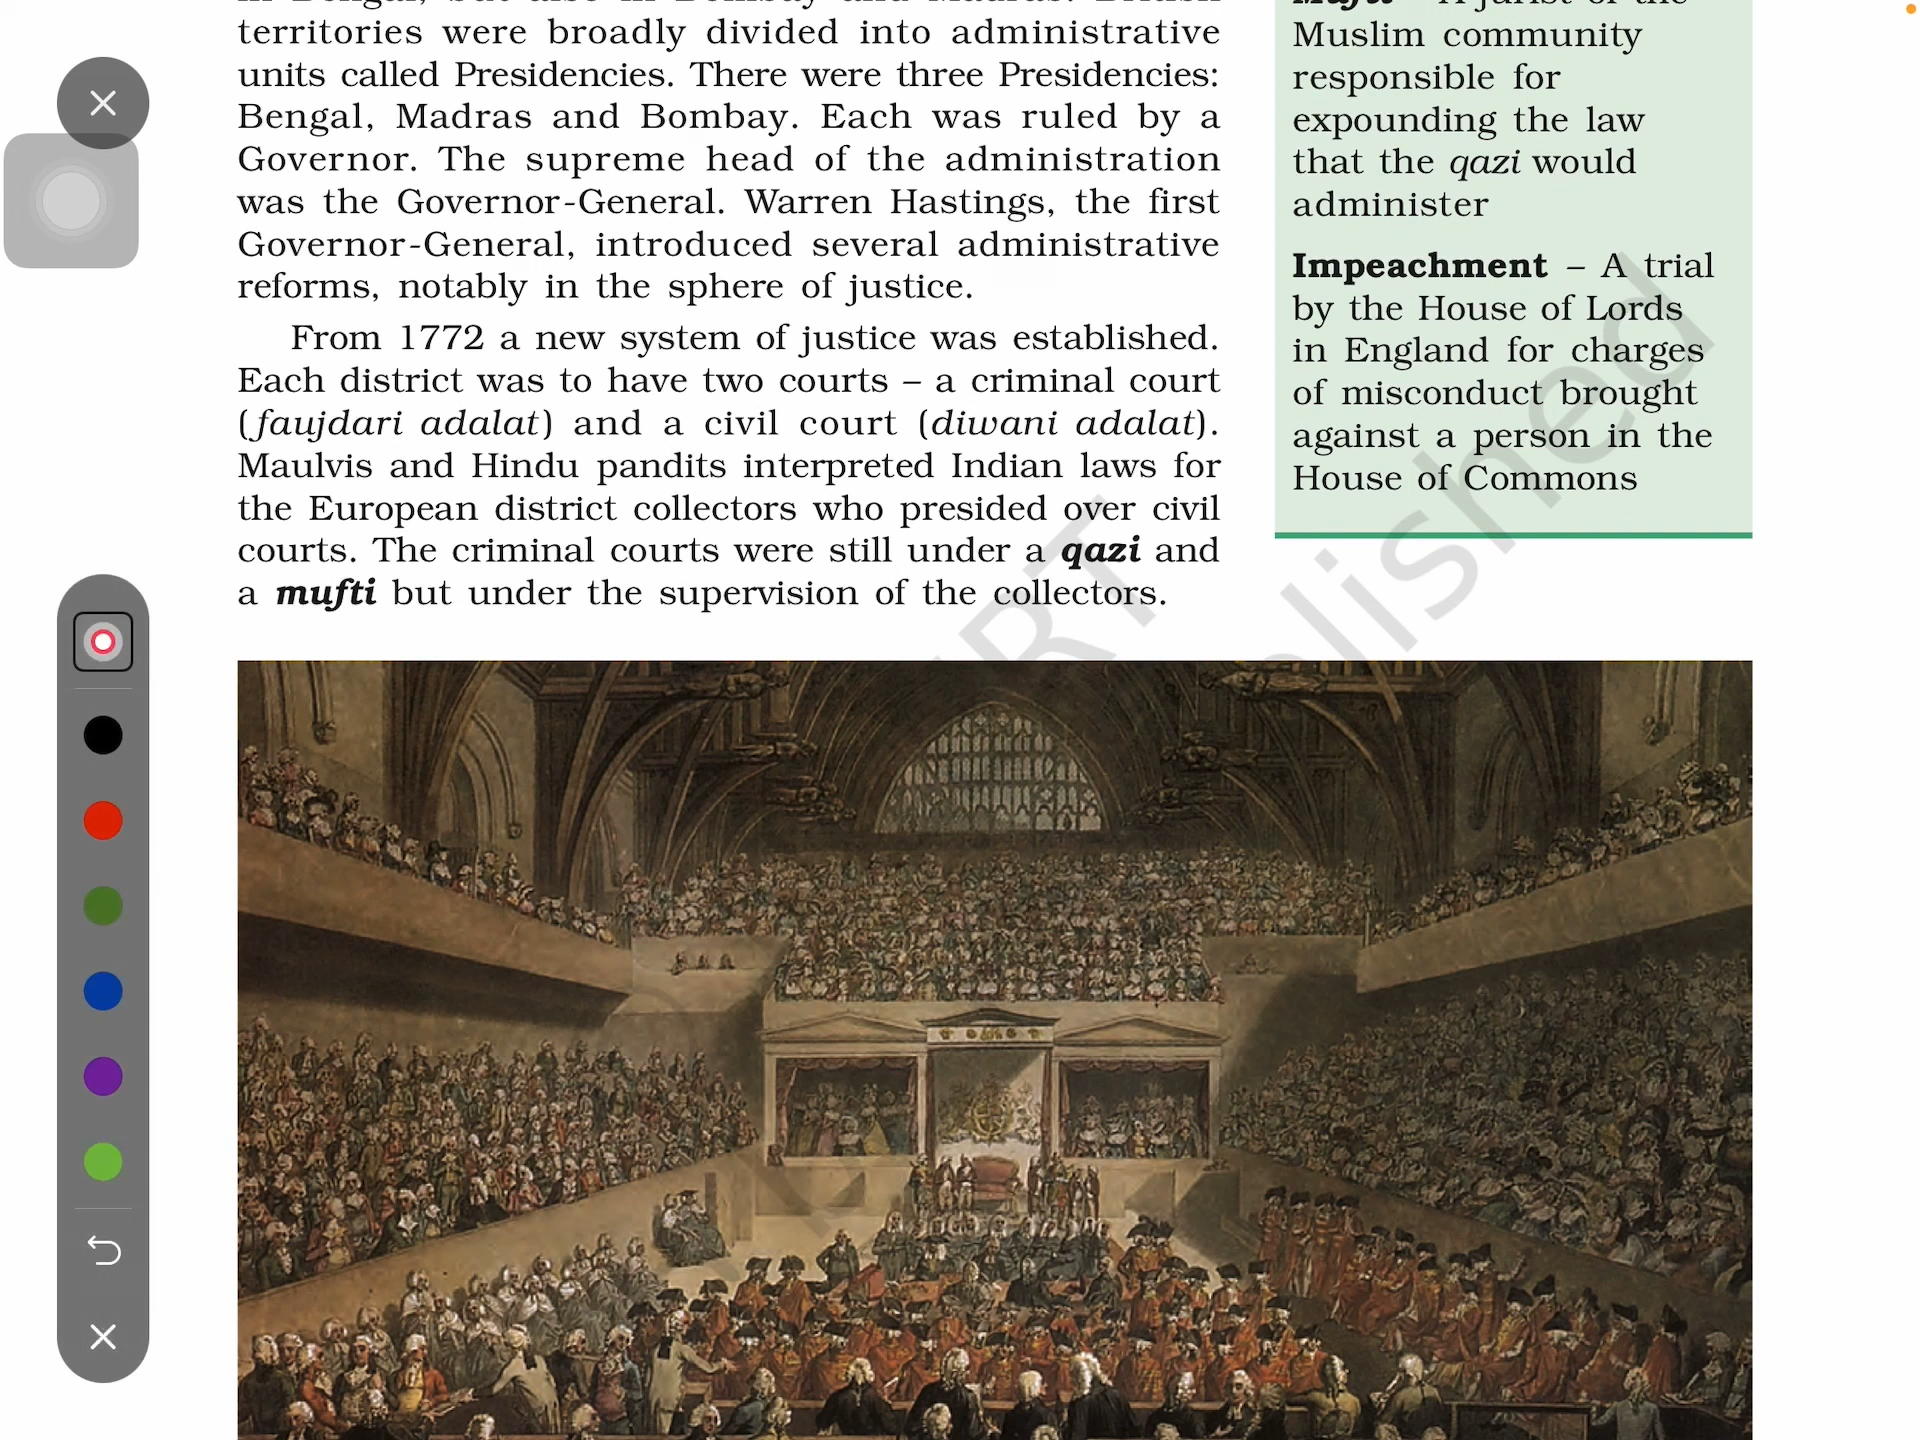 territories were broadly divided into administrative
units called Presidencies. There were three Presidencies:
Bengal, Madras and Bombay. Each was ruled by a
Governor. The supreme head of the administration
was the Governor-General. Warren Hastings, the first
Governor-General, introduced several administrative
reforms, notably in the sphere of justice.
From 1772 a new system of justice was established.
Each district was to have two courts – a criminal court
(faujdari adalat) and a civil court (diwani adalat).
Maulvis and Hindu pandits interpreted Indian laws for
the European district collectors who presided over civil
courts. The criminal courts were still under a qazi and
a mufti but under the supervision of the collectors.
Muslim community
responsible for
expounding the law
that the qazi would
administer
Impeachment – A trial
by the House of Lords
in England for charges
of misconduct brought
against a person in the
House of Commons